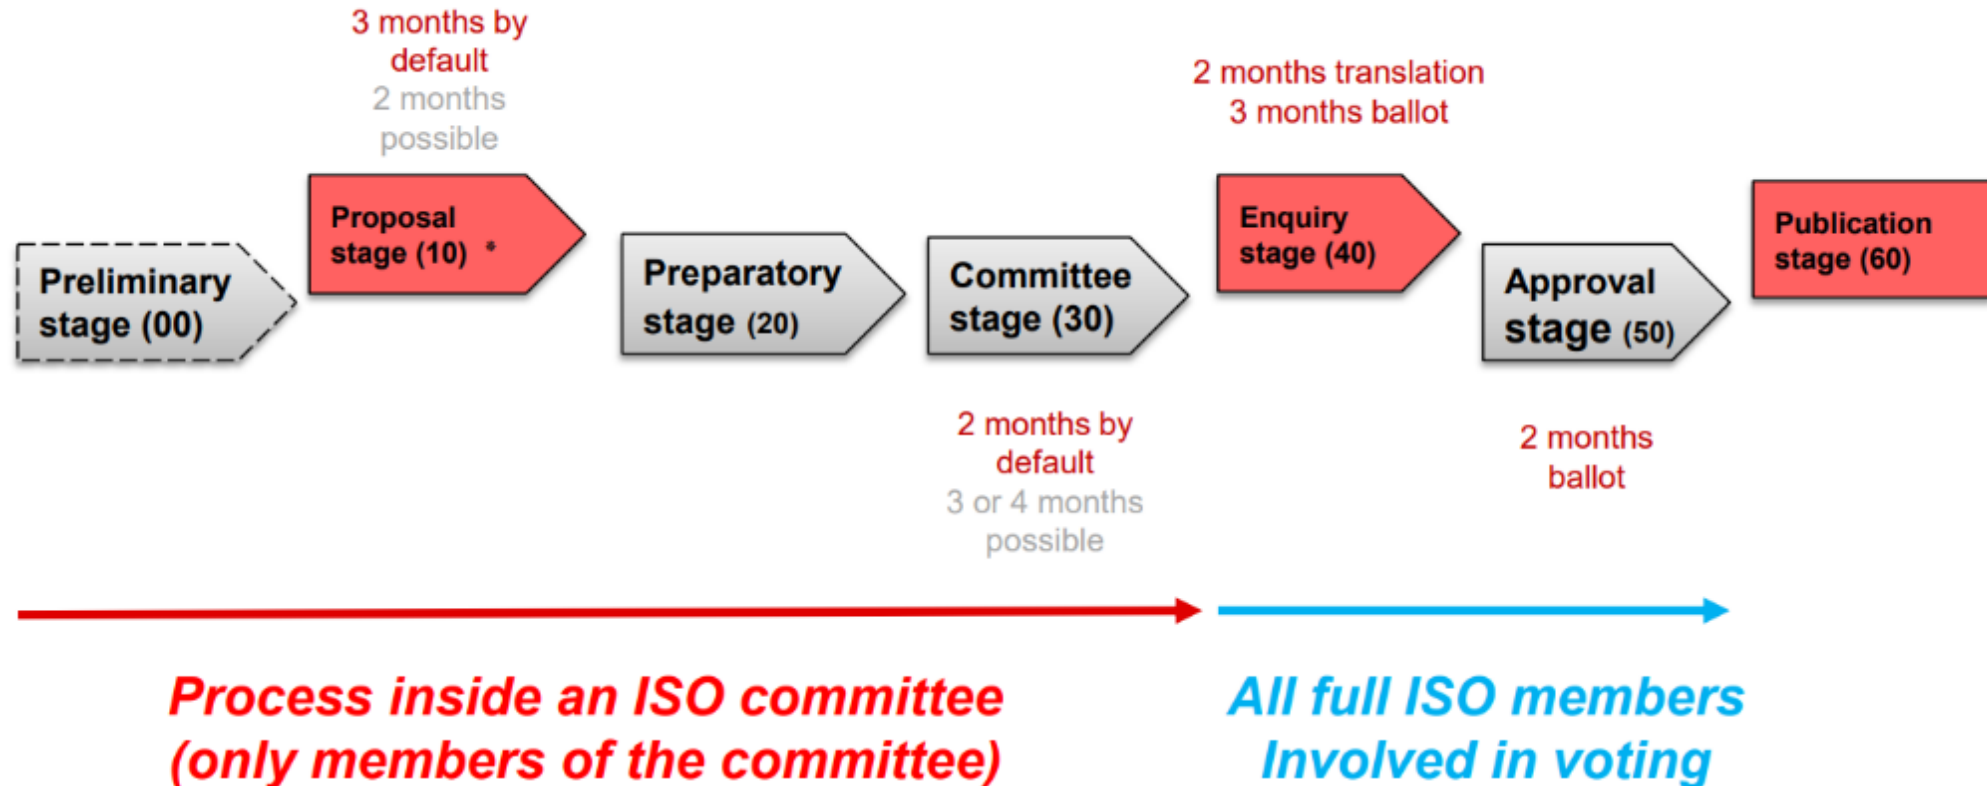 3 months by
default
2 months
possible
2 months translation
3 months ballot
Preliminary
stage (00)
Proposal
stage (10) *
Preparatory
stage (20)
Committee
stage (30)
Enquiry
stage (40)
Approval
stage (50)
Publication
stage (60)
2 months by
default
3 or 4 months
possible
2 months
ballot
Process inside an ISO committee
(only members of the committee)
All full ISO members
Involved in voting